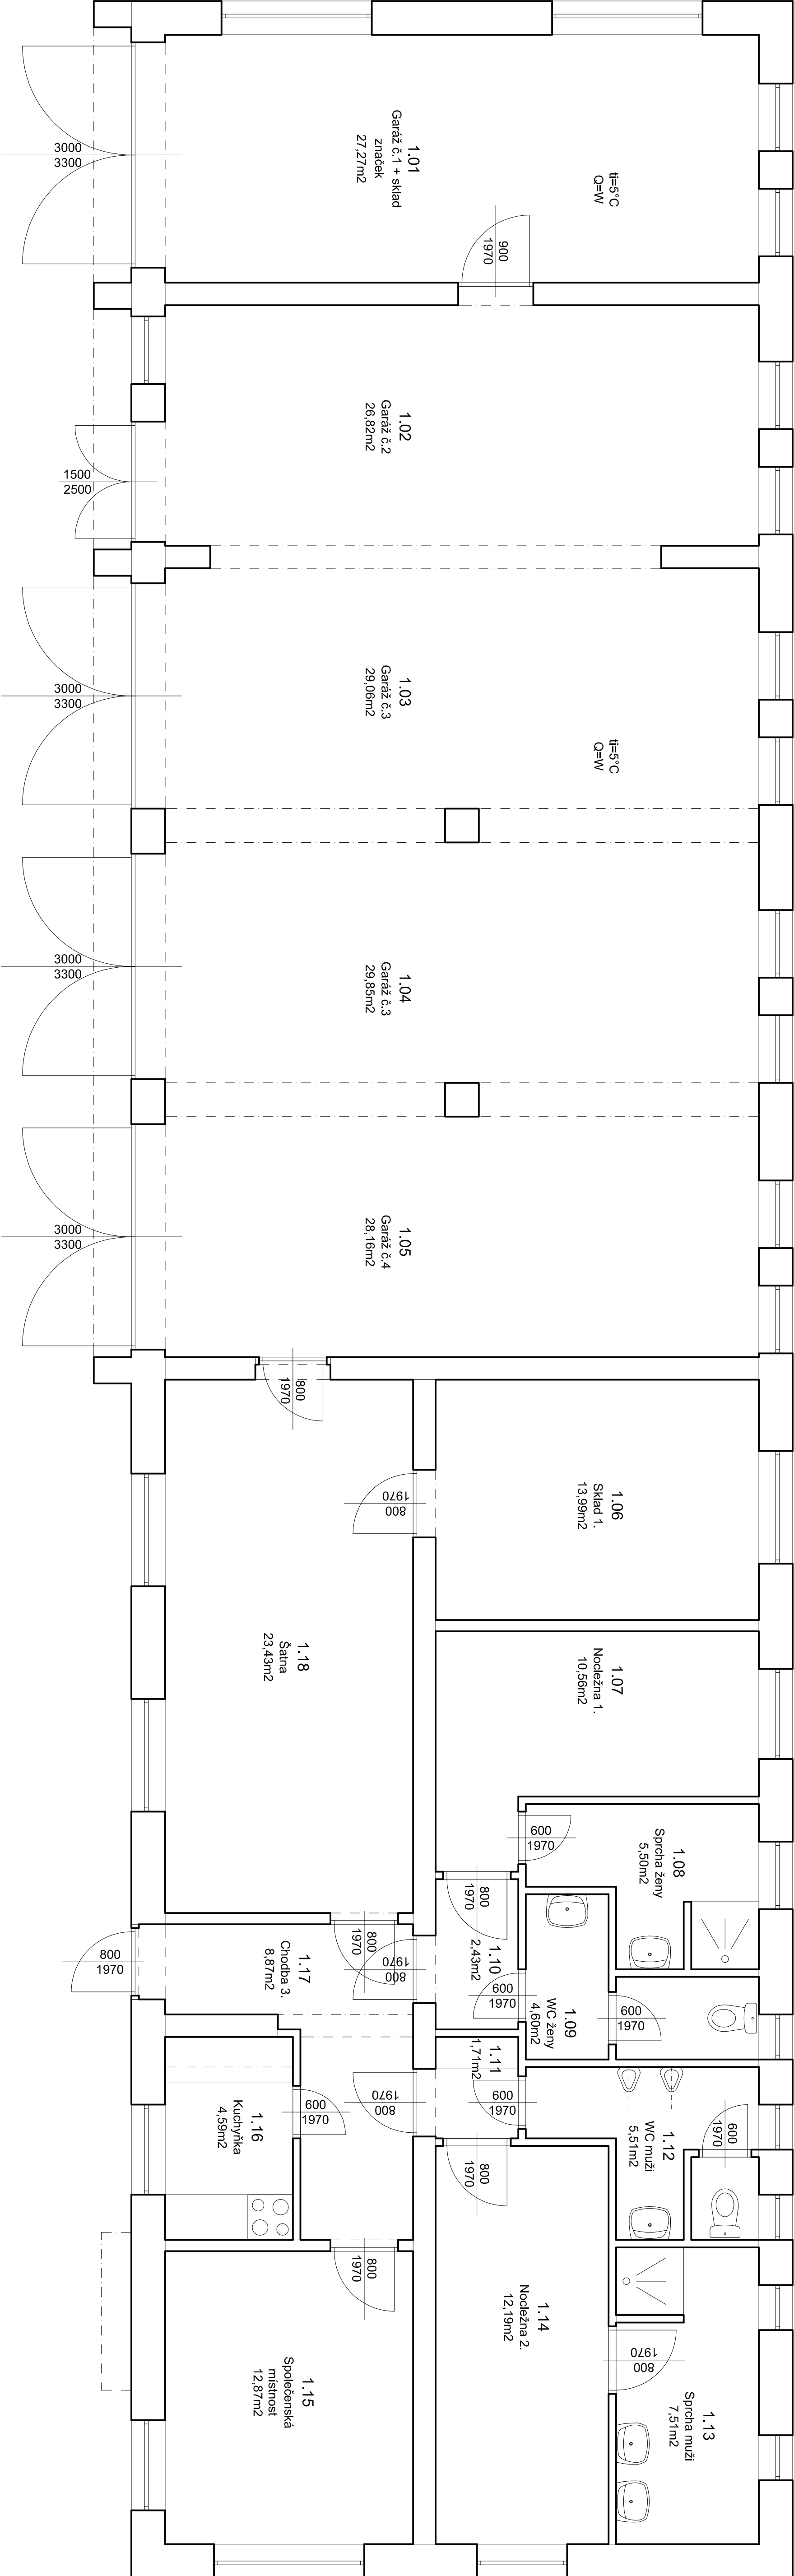 1.01
Garáž č.1 + sklad
značek
27,27m2
ti=5°C
Q=W
3000
3300
900
1970
1.02
Garáž č.2
26,82m2
1500
2500
1.03
Garáž č.3
29,06m2
ti=5°C
Q=W
3000
3300
1.04
Garáž č.3
29,85m2
3000
3300
1.05
Garáž č.4
28,16m2
3000
3300
800
1970
1.06
Sklad 1.
13,99m2
800
1970
1.18
Šatna
23,43m2
1.07
Nocležna 1.
10,56m2
1.08
Sprcha ženy
5,50m2
600
1970
800
1970
1.10
2,43m2
800
1970
800
1970
1.17
Chodba 3.
8,87m2
800
1970
600
1970
1.09
WC ženy
4,60m2
600
1970
1.11
1,71m2
600
1970
800
1970
1.12
WC muži
5,51m2
600
1970
1.16
Kuchyňka
4,59m2
600
1970
800
1970
800
1970
1.14
Nocležna 2.
12,19m2
800
1970
1.13
Sprcha muži
7,51m2
1.15
Společenská
místnost
12,87m2